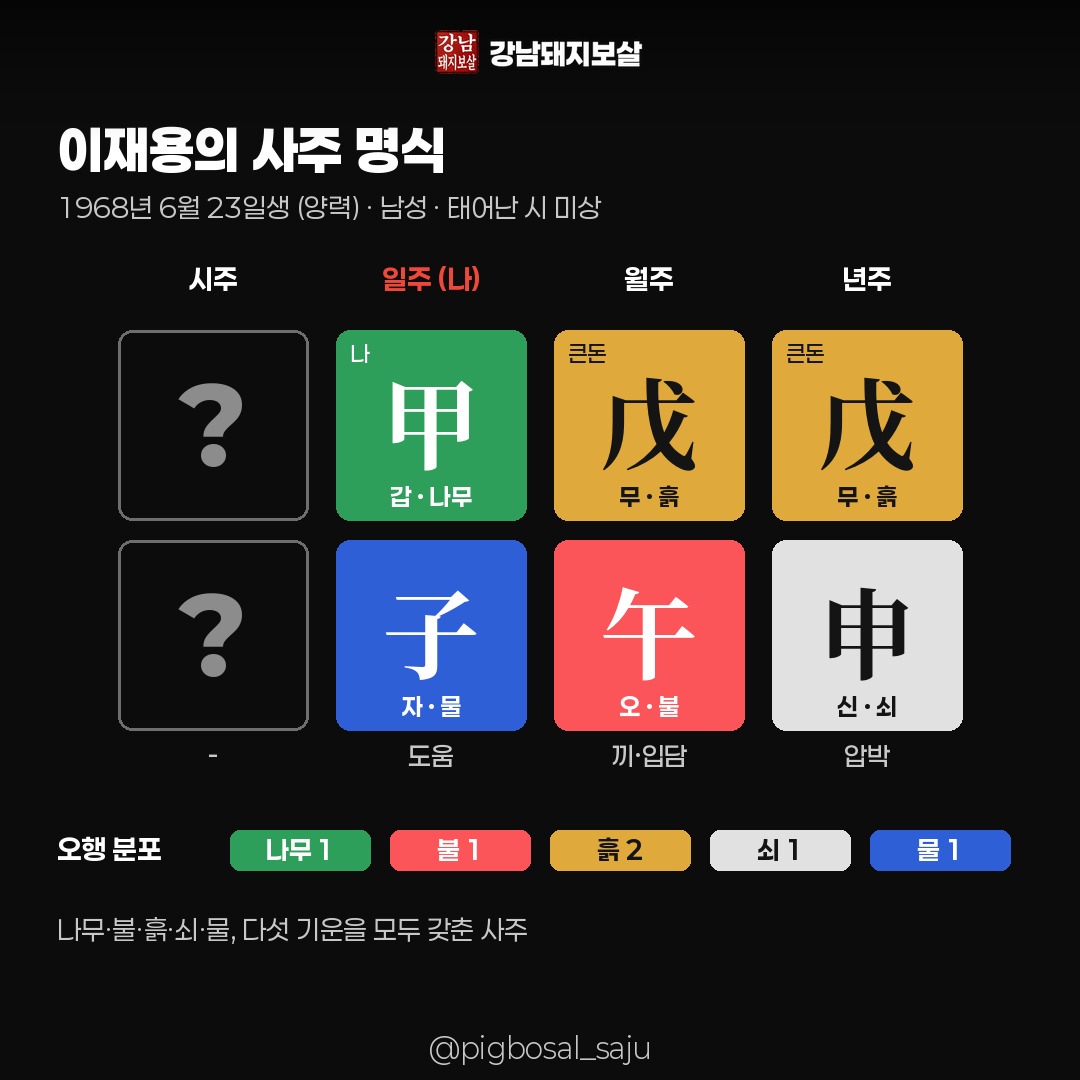 강남
돼지보살
강남돼지보살
이재용의 사주 명식
1968년 6월 23일생 (양력) · 남성 · 태어난 시 미상
시주 일주 (나) 월주 년주
나 큰돈 큰돈
? 甲 戊 戊
갑·나무 무·흙 무·흙
? 子 午 申
자·물 오·불 신·쇠
- 도움 끼·입담 압박
오행 분포 나무 1 불 1 흙 2 쇠 1 물 1
나무·불·흙·쇠·물, 다섯 기운을 모두 갖춘 사주
@pigbosal_saju